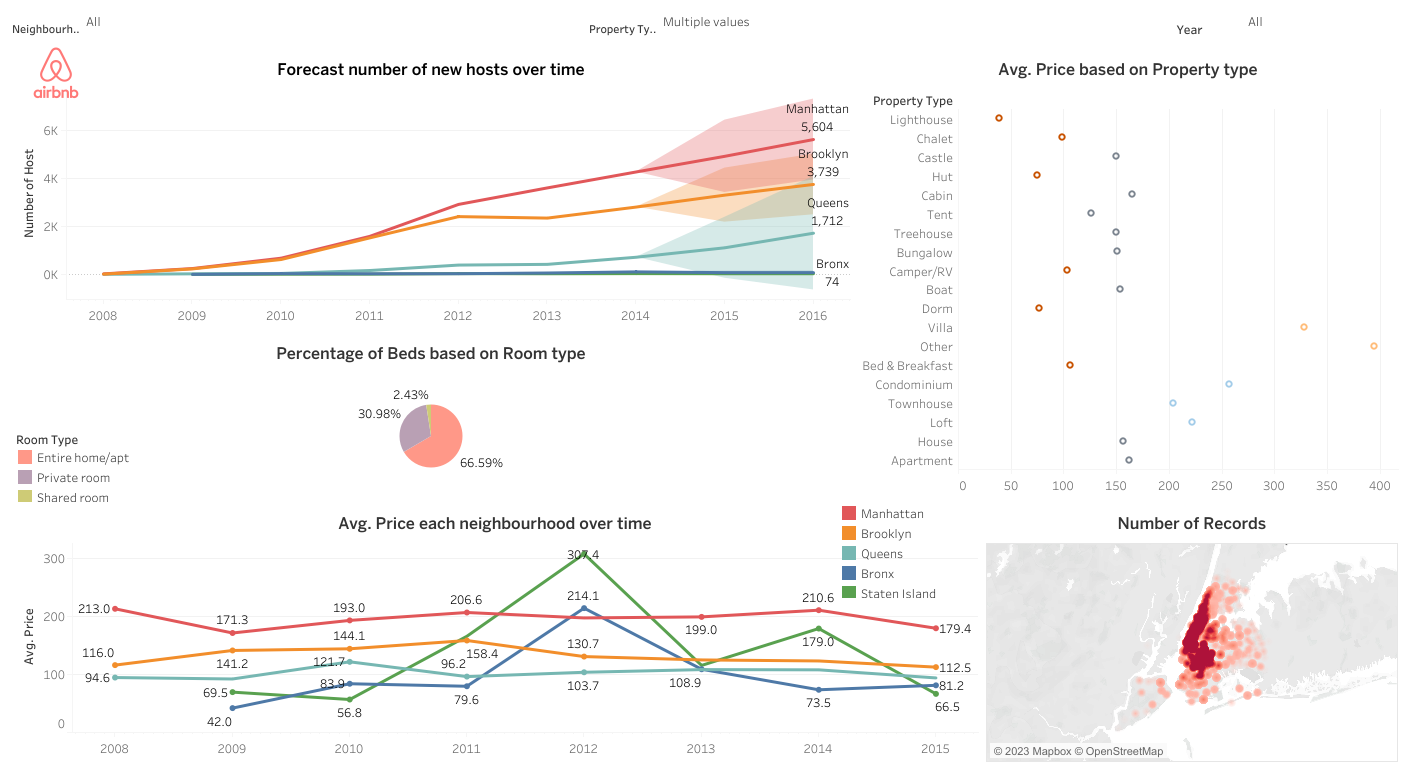 Neighbourh.. All
Property Ty.. Multiple values
Year All
airbnb
Forecast number of new hosts over time
Number of Host
6K
4K
2K
0K
Manhattan
5,604
Brooklyn
3,739
Queens
1,712
Bronx
74
2008 2009 2010 2011 2012 2013 2014 2015 2016
Avg. Price based on Property type
Property Type
Lighthouse
Chalet
Castle
Hut
Cabin
Tent
Treehouse
Bungalow
Camper/RV
Boat
Dorm
Villa
Other
Bed & Breakfast
Condominium
Townhouse
Loft
House
Apartment
0 50 100 150 200 250 300 350 400
Percentage of Beds based on Room type
2.43%
30.98%
66.59%
Room Type
Entire home/apt
Private room
Shared room
Avg. Price each neighbourhood over time
Manhattan
Brooklyn
Queens
Bronx
Staten Island
Avg. Price
300
200
100
0
213.0 171.3 193.0 206.6 199.0 210.6 179.4
116.0 141.2 144.1 158.4 130.7 112.5
94.6 121.7 96.2 103.7
42.0 83.9 79.6 214.1 108.9 73.5 81.2
69.5 56.8 307.4 179.0 66.5
2008 2009 2010 2011 2012 2013 2014 2015
Number of Records
© 2023 Mapbox © OpenStreetMap